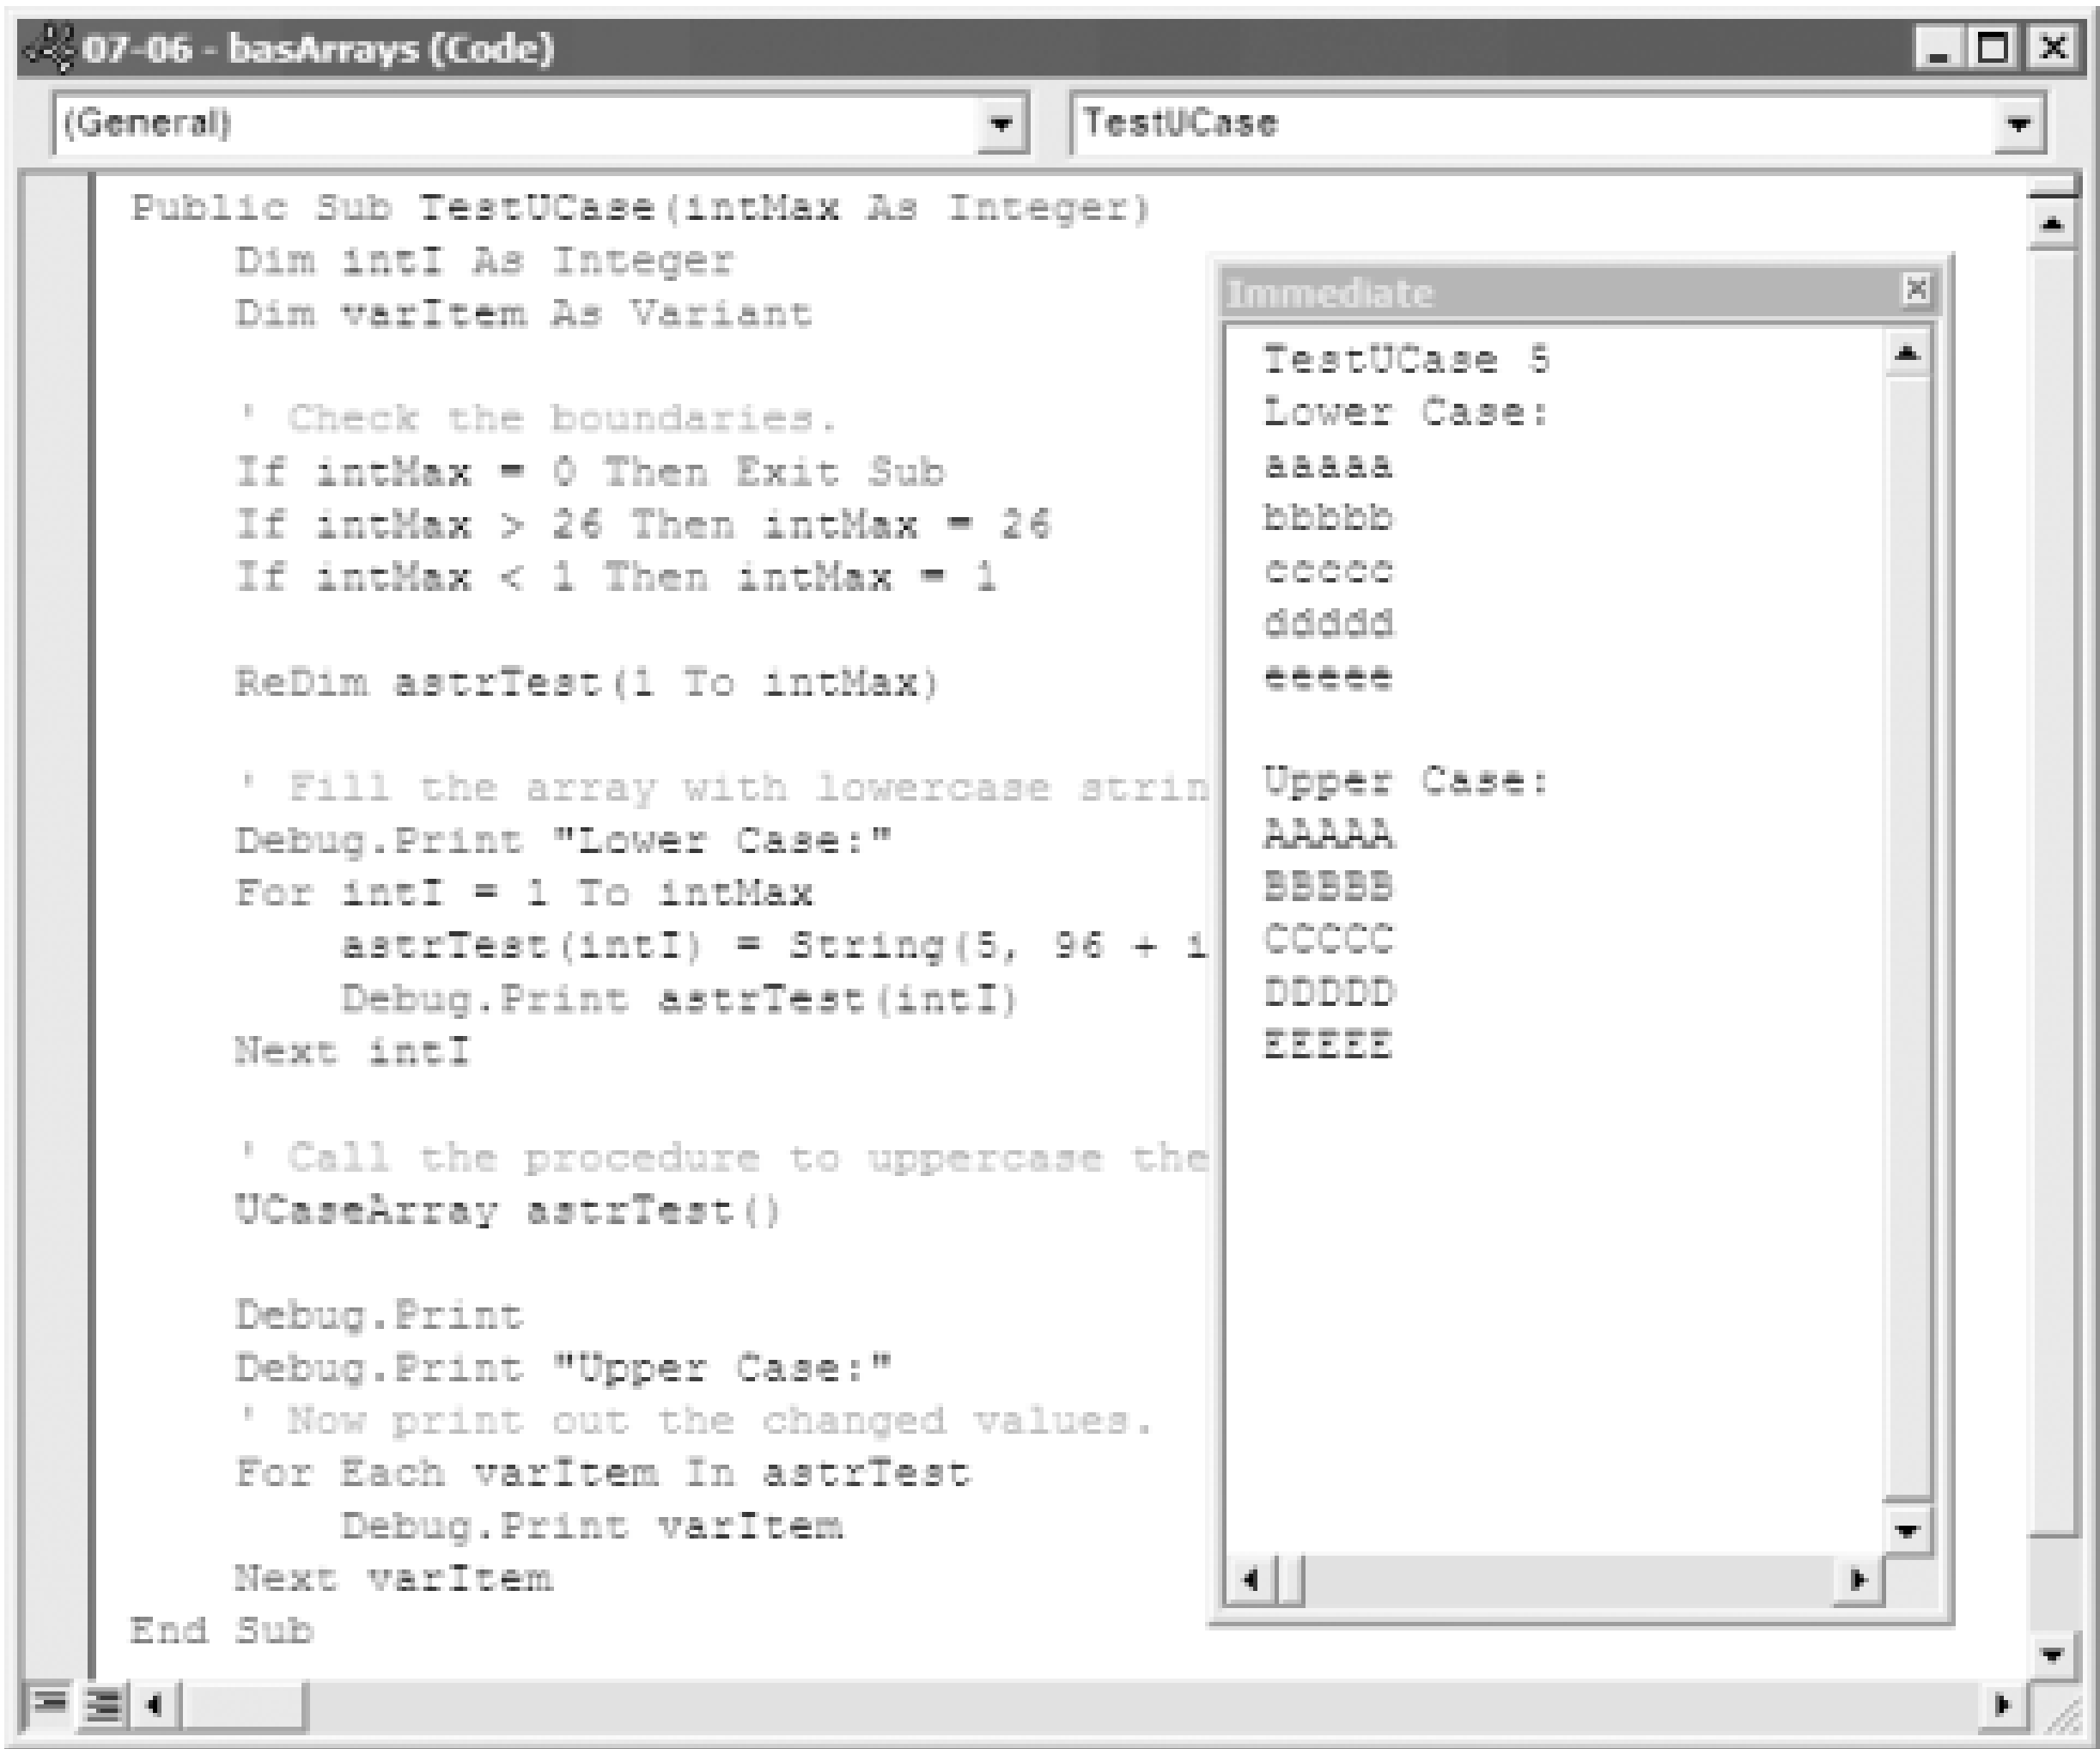 07-06 - basArrays (Code)
(General)
TestUCase
Public Sub TestUCase(intMax As Integer)
Dim intI As Integer
Dim varItem As Variant
' Check the boundaries.
If intMax = 0 Then Exit Sub
If intMax > 26 Then intMax = 26
If intMax < 1 Then intMax = 1
ReDim astrTest(1 To intMax)
' Fill the array with lowercase strin
Debug.Print "Lower Case:"
For intI = 1 To intMax
astrTest(intI) = String(5, 96 + i
Debug.Print astrTest(intI)
Next intI
' Call the procedure to uppercase the
UCaseArray astrTest()
Debug.Print
Debug.Print "Upper Case:"
' Now print out the changed values.
For Each varItem In astrTest
Debug.Print varItem
Next varItem
End Sub
Immediate
TestUCase 5
Lower Case:
aaaaa
bbbbb
ccccc
ddddd
eeeee
Upper Case:
AAAAA
BBBBB
CCCCC
DDDDD
EEEEE